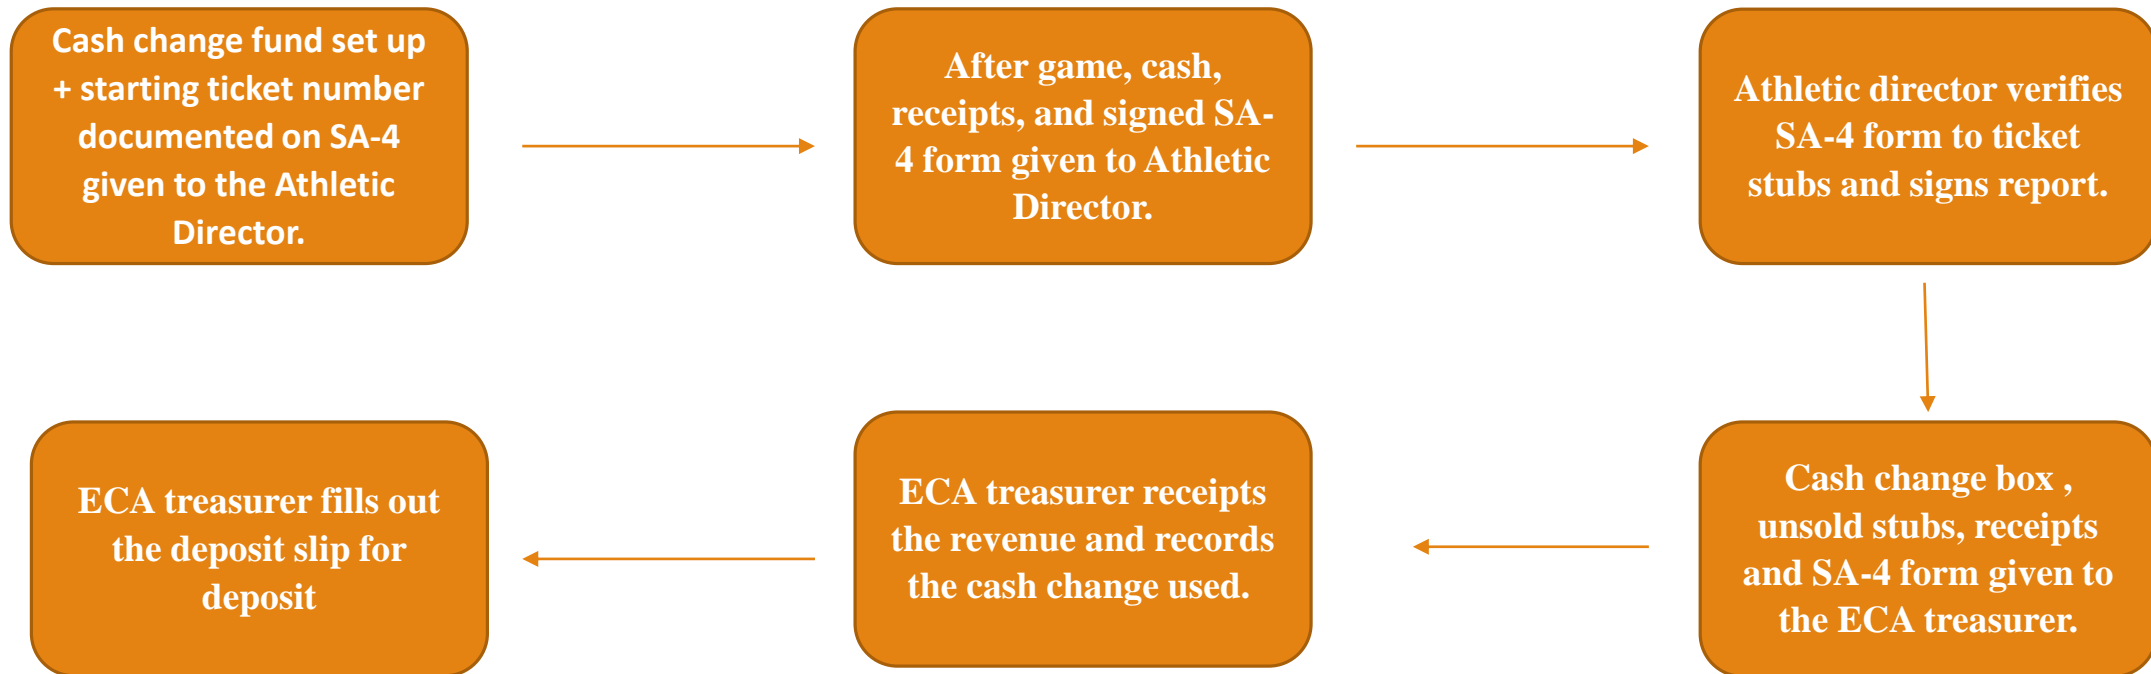 Cash change fund set up
+ starting ticket number
documented on SA-4
given to the Athletic
Director.
After game, cash,
receipts, and signed SA-
4 form given to Athletic
Director.
Athletic director verifies
SA-4 form to ticket
stubs and signs report.
Cash change box ,
unsold stubs, receipts
and SA-4 form given to
the ECA treasurer.
ECA treasurer receipts
the revenue and records
the cash change used.
ECA treasurer fills out
the deposit slip for
deposit